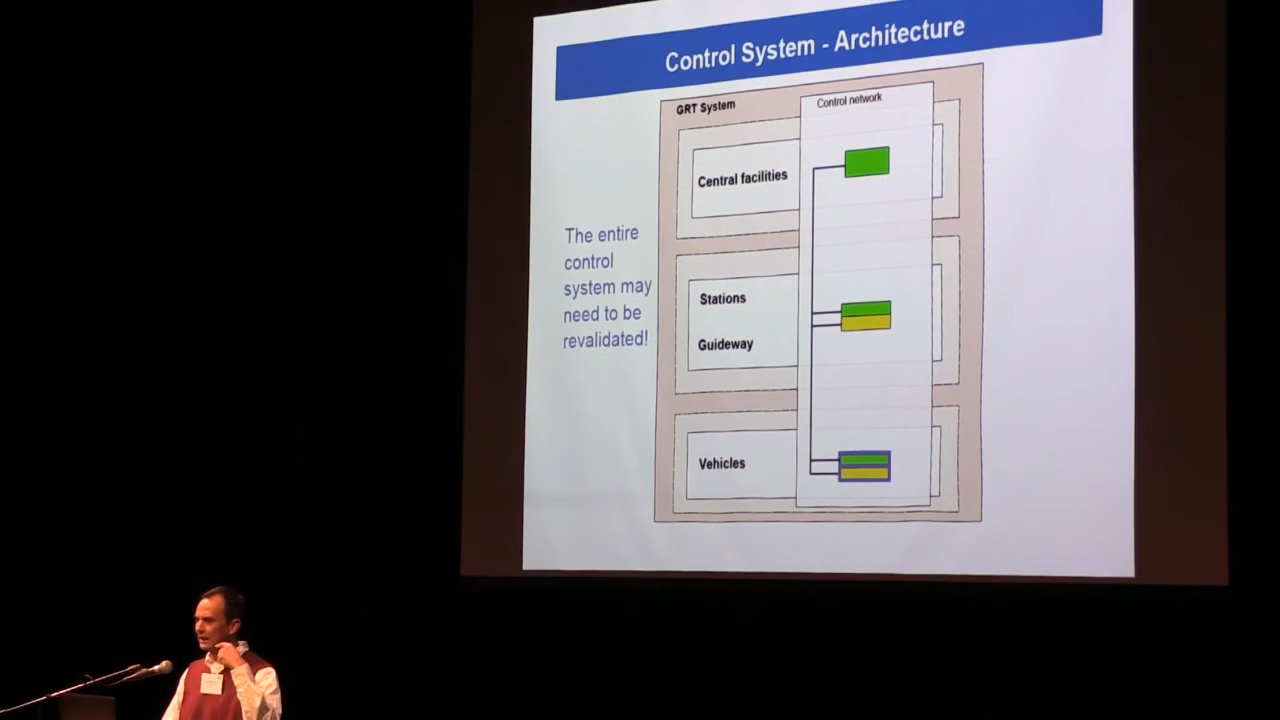 Control System - Architecture
GRT System
Control network
Central facilities
The entire
control
system may
need to be
revalidated!
Stations
Guideway
Vehicles